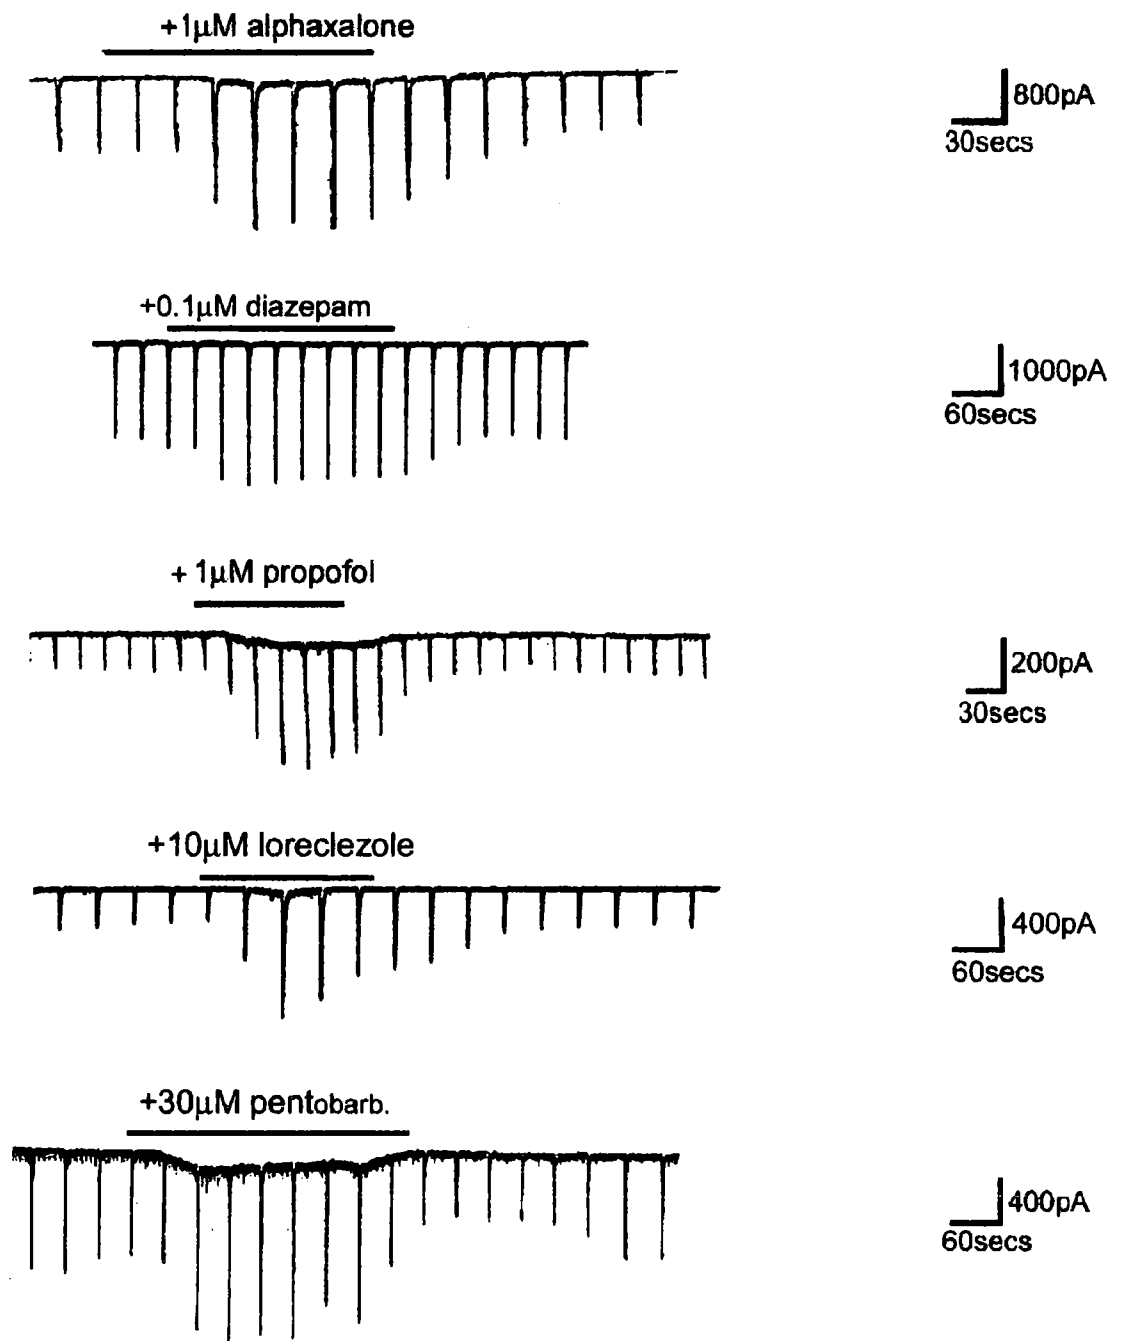 +1µM alphaxalone
800pA
30secs
+0.1µM diazepam
1000pA
60secs
+ 1µM propofol
200pA
30secs
+10µM loreclezole
400pA
60secs
+30µM pentobarb.
400pA
60secs